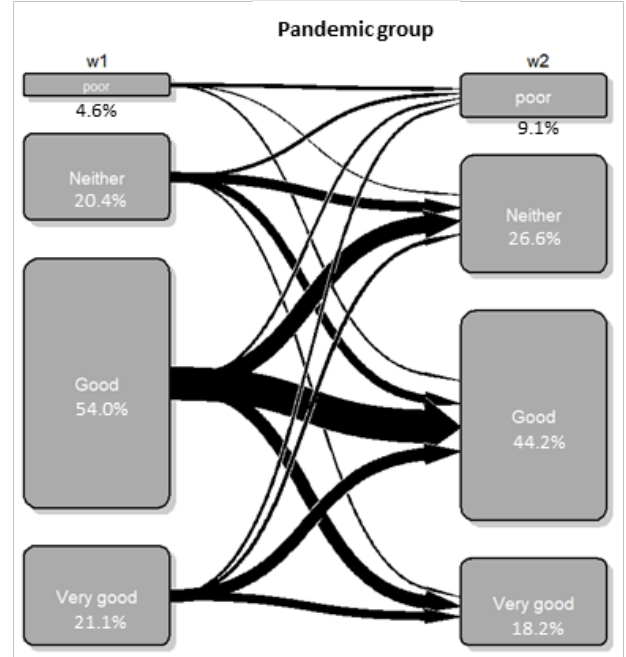 Pandemic group
w1
w2
poor
4.6%
poor
9.1%
Neither
20.4%
Neither
26.6%
Good
54.0%
Good
44.2%
Very good
21.1%
Very good
18.2%